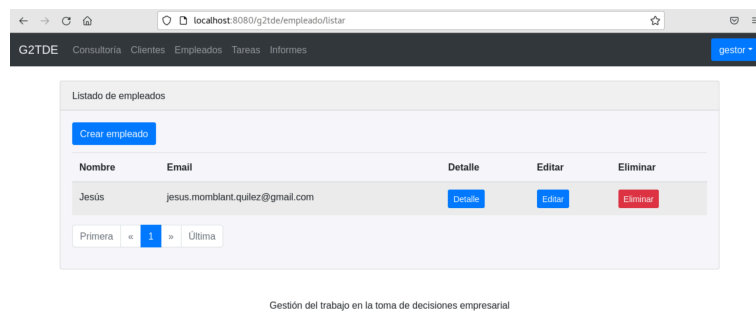 localhost:8080/g2tde/empleado/listar
G2TDE Consultoria Clientes Empleados Tareas Informes gestor
Listado de empleados
Crear empleado
Nombre Email Detalle Editar Eliminar
Jesús jesus.momblant.quilez@gmail.com Detalle Editar Eliminar
Primera « 1 » Última
Gestión del trabajo en la toma de decisiones empresarial